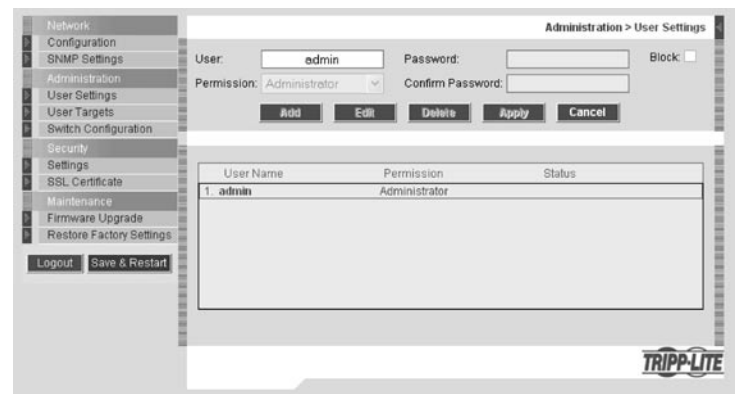 Network
Configuration
SNMP Settings
Administration
User Settings
User Targets
Switch Configuration
Security
Settings
SSL Certificate
Maintenance
Firmware Upgrade
Restore Factory Settings
Logout Save & Restart
Administration > User Settings
User: admin Password: Block:
Permission: Administrator Confirm Password:
Add Edit Delete Apply Cancel
User Name Permission Status
1. admin Administrator
TRIPP·LITE